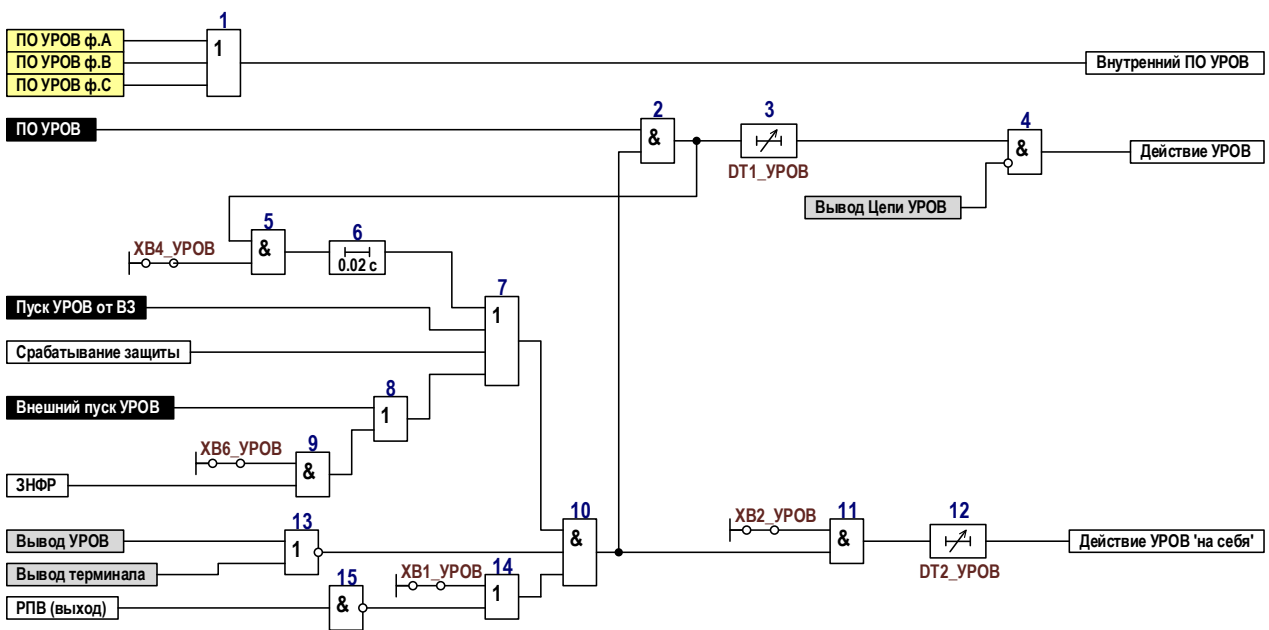 1
ПО УРОВ ф.А
1
ПО УРОВ ф.В
Внутренний ПО УРОВ
ПО УРОВ ф.С
2
3
4
ПО УРОВ
&
&
Действие УРОВ
DT1_УРОВ
Вывод Цепи УРОВ
5
6
XB4_УРОВ
&
0.02 с
7
Пуск УРОВ от ВЗ
1
Срабатывание защиты
8
Внешний пуск УРОВ
1
XB6_УРОВ
9
&
ЗНФР
10
11
12
13
XB2_УРОВ
Вывод УРОВ
1
&
&
Действие УРОВ 'на себя'
Вывод терминала
15
XB1_УРОВ
14
DT2_УРОВ
РПВ (выход)
&
1